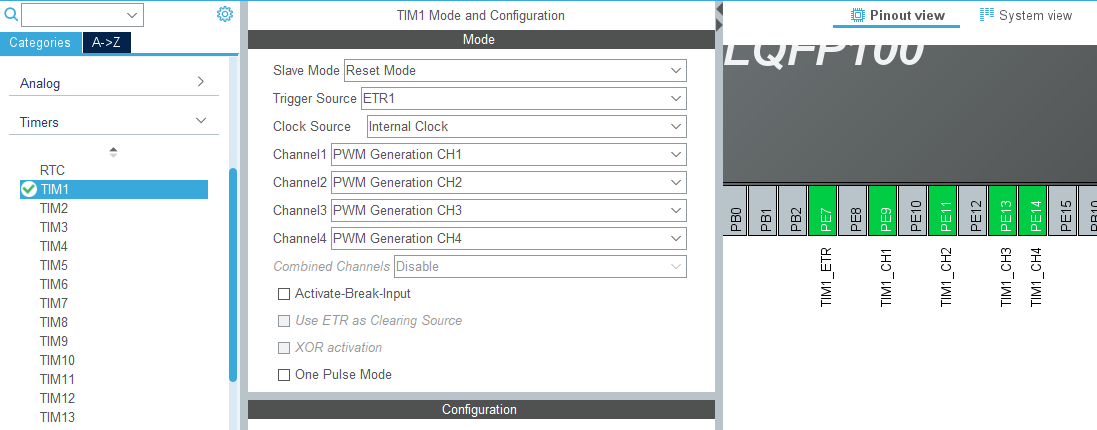 Categories
A->Z
Analog
Timers
RTC
TIM1
TIM2
TIM3
TIM4
TIM5
TIM6
TIM7
TIM8
TIM9
TIM10
TIM11
TIM12
TIM13
TIM1 Mode and Configuration
Mode
Slave Mode Reset Mode
Trigger Source ETR1
Clock Source Internal Clock
Channel1 PWM Generation CH1
Channel2 PWM Generation CH2
Channel3 PWM Generation CH3
Channel4 PWM Generation CH4
Combined Channels Disable
Activate-Break-Input
Use ETR as Clearing Source
XOR activation
One Pulse Mode
Configuration
Pinout view
System view
LQFP100
PB0
PB1
PB2
PE7
PE8
PE9
PE10
PE11
PE12
PE13
PE14
PE15
TIM1_ETR
TIM1_CH1
TIM1_CH2
TIM1_CH3
TIM1_CH4